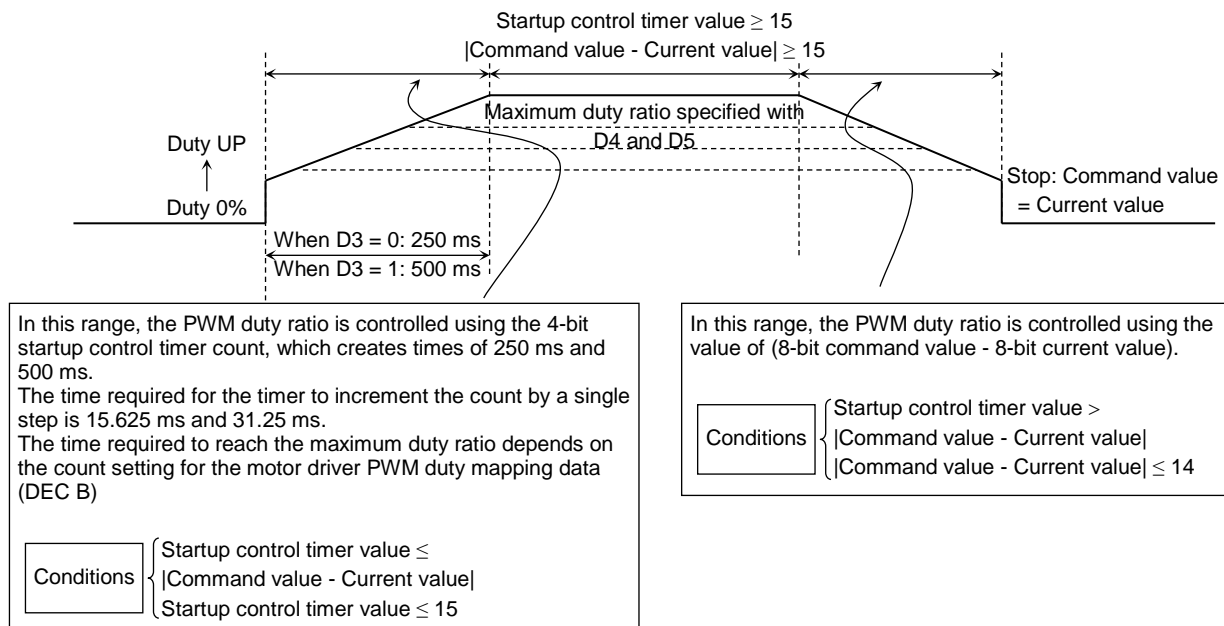 Startup control timer value ≥ 15
|Command value - Current value| ≥ 15
Maximum duty ratio specified with
D4 and D5
Duty UP
Duty 0%
Stop: Command value
= Current value
When D3 = 0: 250 ms
When D3 = 1: 500 ms
In this range, the PWM duty ratio is controlled using the 4-bit
startup control timer count, which creates times of 250 ms and
500 ms.
The time required for the timer to increment the count by a single
step is 15.625 ms and 31.25 ms.
The time required to reach the maximum duty ratio depends on
the count setting for the motor driver PWM duty mapping data
(DEC B)
Conditions
Startup control timer value ≤
|Command value - Current value|
Startup control timer value ≤ 15
In this range, the PWM duty ratio is controlled using the
value of (8-bit command value - 8-bit current value).
Conditions
Startup control timer value >
|Command value - Current value|
|Command value - Current value| ≤ 14